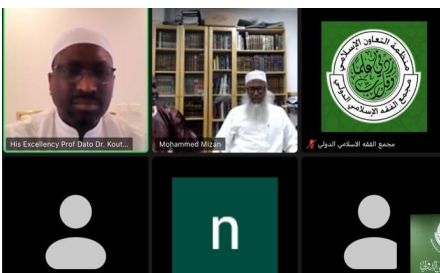 His Excellency Prof Dato Dr. Kout...
Mohammed Mizan
منظمة التعاون الإسلامي
مجمع الفقه الإسلامي الدولي
مجمع الفقه الاسلامي الدولي
n